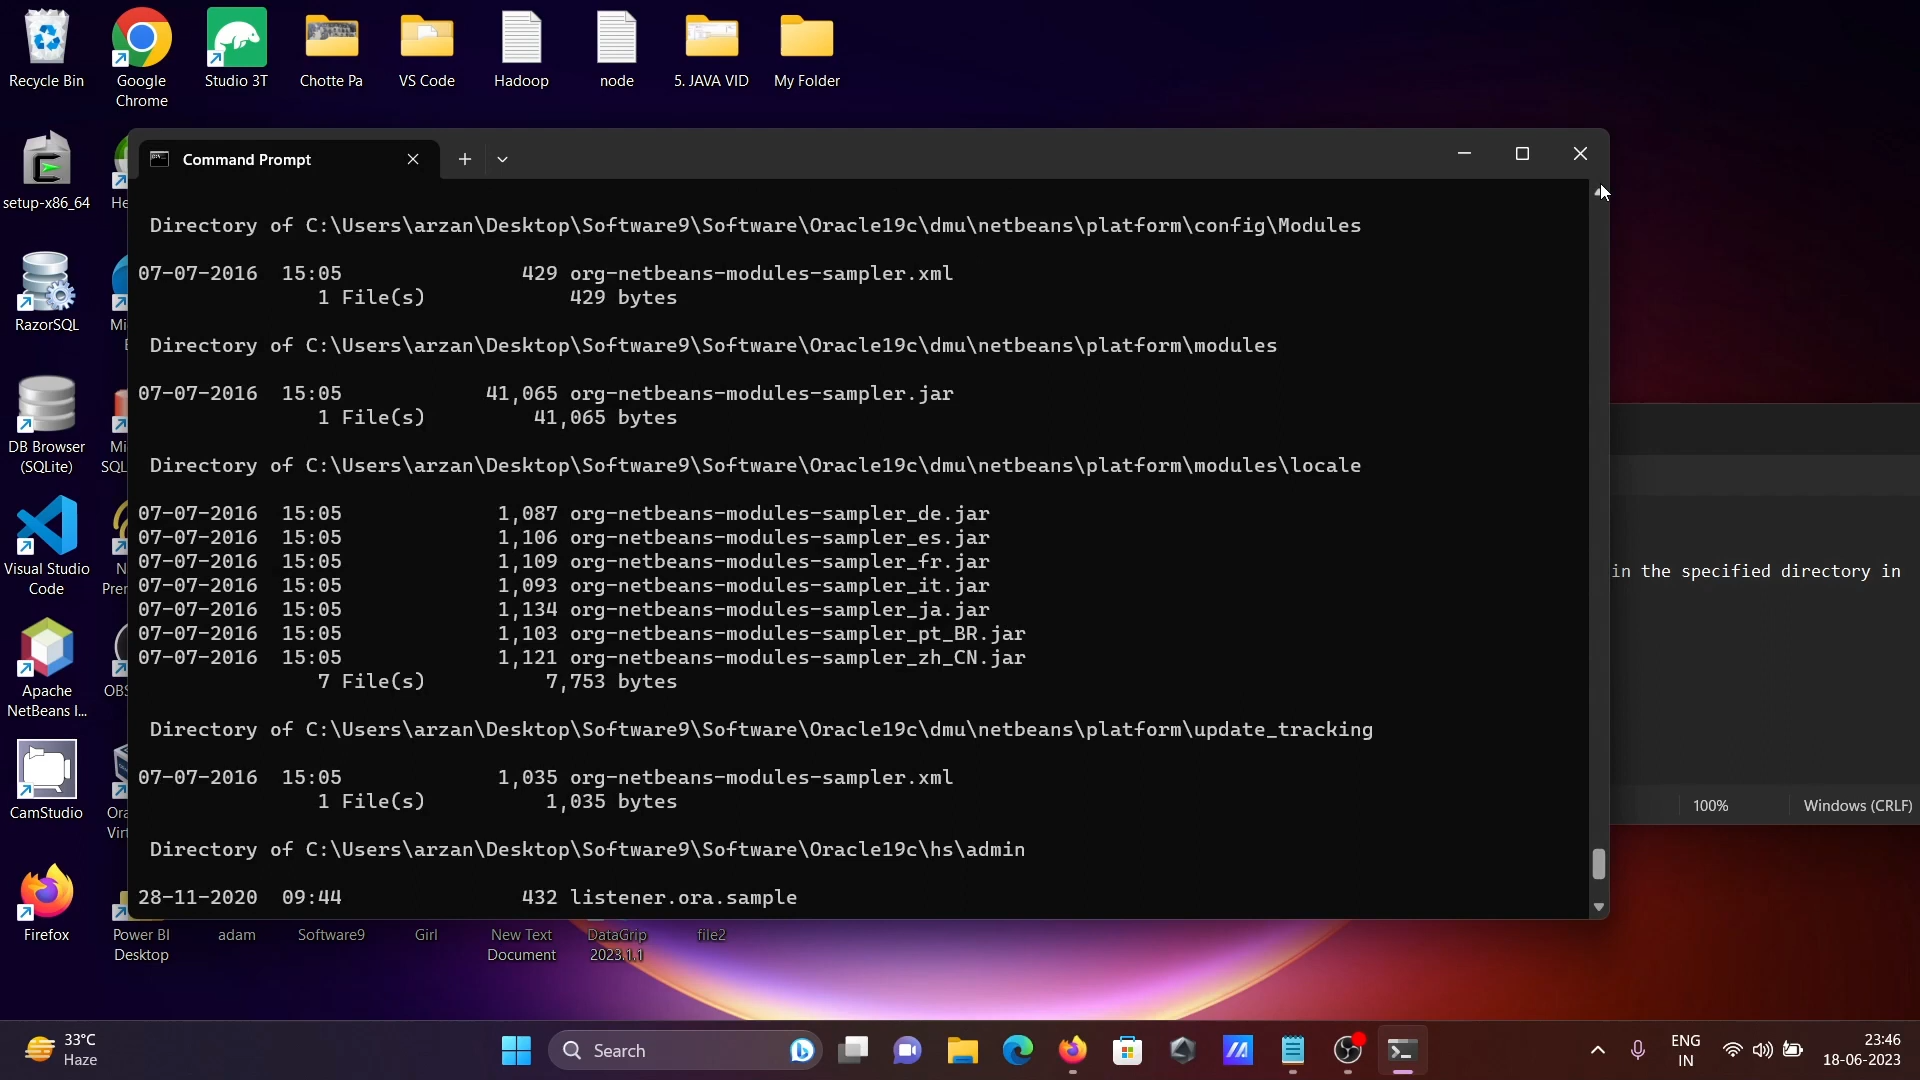 Recycle Bin
Google
Chrome
Studio 3T
Chotte Pa
VS Code
Hadoop
node
5. JAVA VID
My Folder
setup-x86_64
He
RazorSQL
Mi
E
DB Browser
(SQLite)
Mi
SQL
Visual Studio
Code
N
Pren
Apache
NetBeans I...
OBS
CamStudio
Ora
Virt
Firefox
Power BI
Desktop
adam
Software9
Girl
New Text
Document
DataGrip
2023.1.1
file2
Command Prompt
Directory of C:\Users\arzan\Desktop\Software9\Software\Oracle19c\dmu\netbeans\platform\config\Modules
07-07-2016  15:05               429 org-netbeans-modules-sampler.xml
1 File(s)            429 bytes
Directory of C:\Users\arzan\Desktop\Software9\Software\Oracle19c\dmu\netbeans\platform\modules
07-07-2016  15:05            41,065 org-netbeans-modules-sampler.jar
1 File(s)         41,065 bytes
Directory of C:\Users\arzan\Desktop\Software9\Software\Oracle19c\dmu\netbeans\platform\modules\locale
07-07-2016  15:05             1,087 org-netbeans-modules-sampler_de.jar
07-07-2016  15:05             1,106 org-netbeans-modules-sampler_es.jar
07-07-2016  15:05             1,109 org-netbeans-modules-sampler_fr.jar
07-07-2016  15:05             1,093 org-netbeans-modules-sampler_it.jar
07-07-2016  15:05             1,134 org-netbeans-modules-sampler_ja.jar
07-07-2016  15:05             1,103 org-netbeans-modules-sampler_pt_BR.jar
07-07-2016  15:05             1,121 org-netbeans-modules-sampler_zh_CN.jar
7 File(s)          7,753 bytes
Directory of C:\Users\arzan\Desktop\Software9\Software\Oracle19c\dmu\netbeans\platform\update_tracking
07-07-2016  15:05             1,035 org-netbeans-modules-sampler.xml
1 File(s)          1,035 bytes
Directory of C:\Users\arzan\Desktop\Software9\Software\Oracle19c\hs\admin
28-11-2020  09:44               432 listener.ora.sample
in the specified directory in
100%
Windows (CRLF)
33°C
Haze
Search
ENG
IN
23:46
18-06-2023